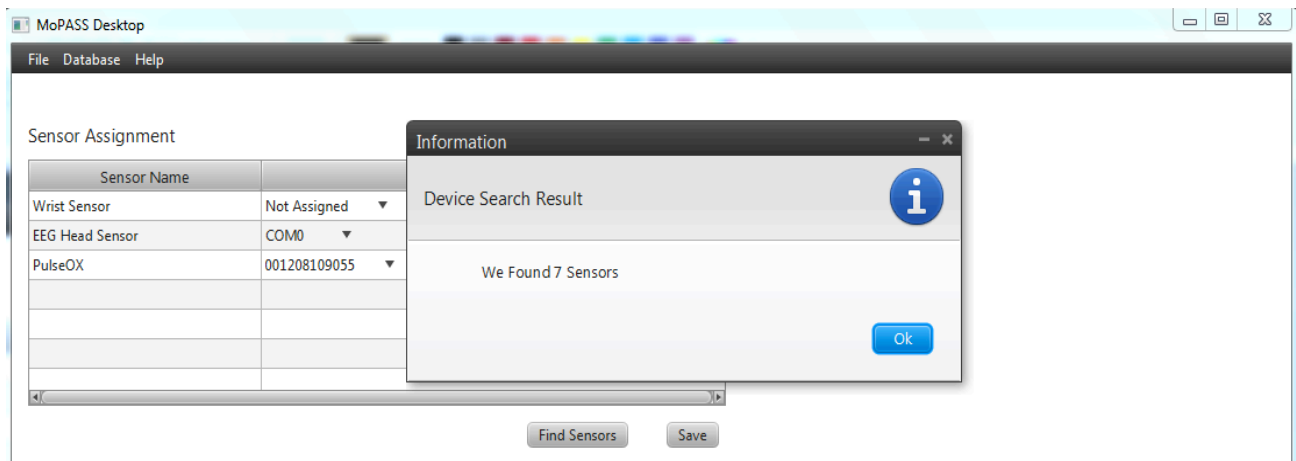 MoPASS Desktop
File Database Help
Sensor Assignment
Sensor Name
Wrist Sensor Not Assigned
EEG Head Sensor COM0
PulseOX 001208109055
Information
Device Search Result
We Found 7 Sensors
Ok
Find Sensors Save